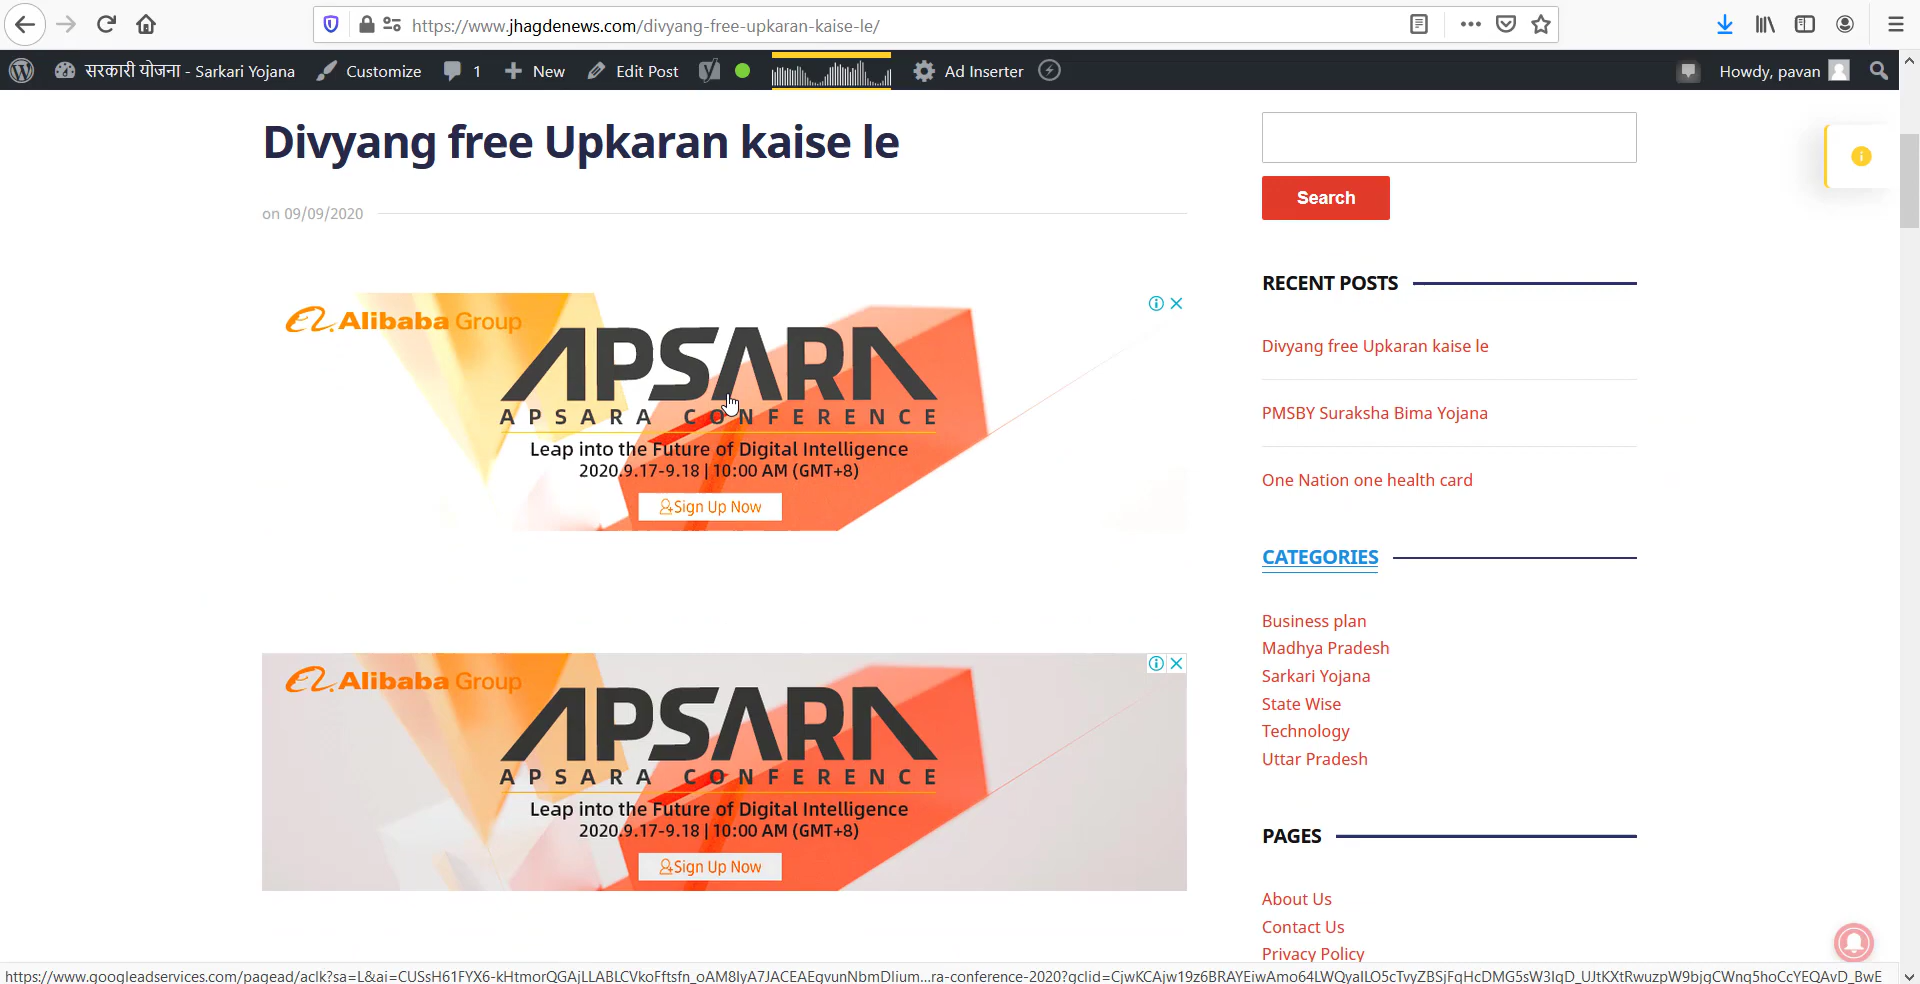 https://www.jhagdenews.com/divyang-free-upkaran-kaise-le/
सरकारी योजना - Sarkari Yojana
Customize
1
New
Edit Post
Ad Inserter
Howdy, pavan
Divyang free Upkaran kaise le
on 09/09/2020
Alibaba Group
APSARA
APSARA CONFERENCE
Leap into the Future of Digital Intelligence
2020.9.17-9.18 | 10:00 AM (GMT+8)
Sign Up Now
Alibaba Group
APSARA
APSARA CONFERENCE
Leap into the Future of Digital Intelligence
2020.9.17-9.18 | 10:00 AM (GMT+8)
Sign Up Now
Search
RECENT POSTS
Divyang free Upkaran kaise le
PMSBY Suraksha Bima Yojana
One Nation one health card
CATEGORIES
Business plan
Madhya Pradesh
Sarkari Yojana
State Wise
Technology
Uttar Pradesh
PAGES
About Us
Contact Us
Privacy Policy